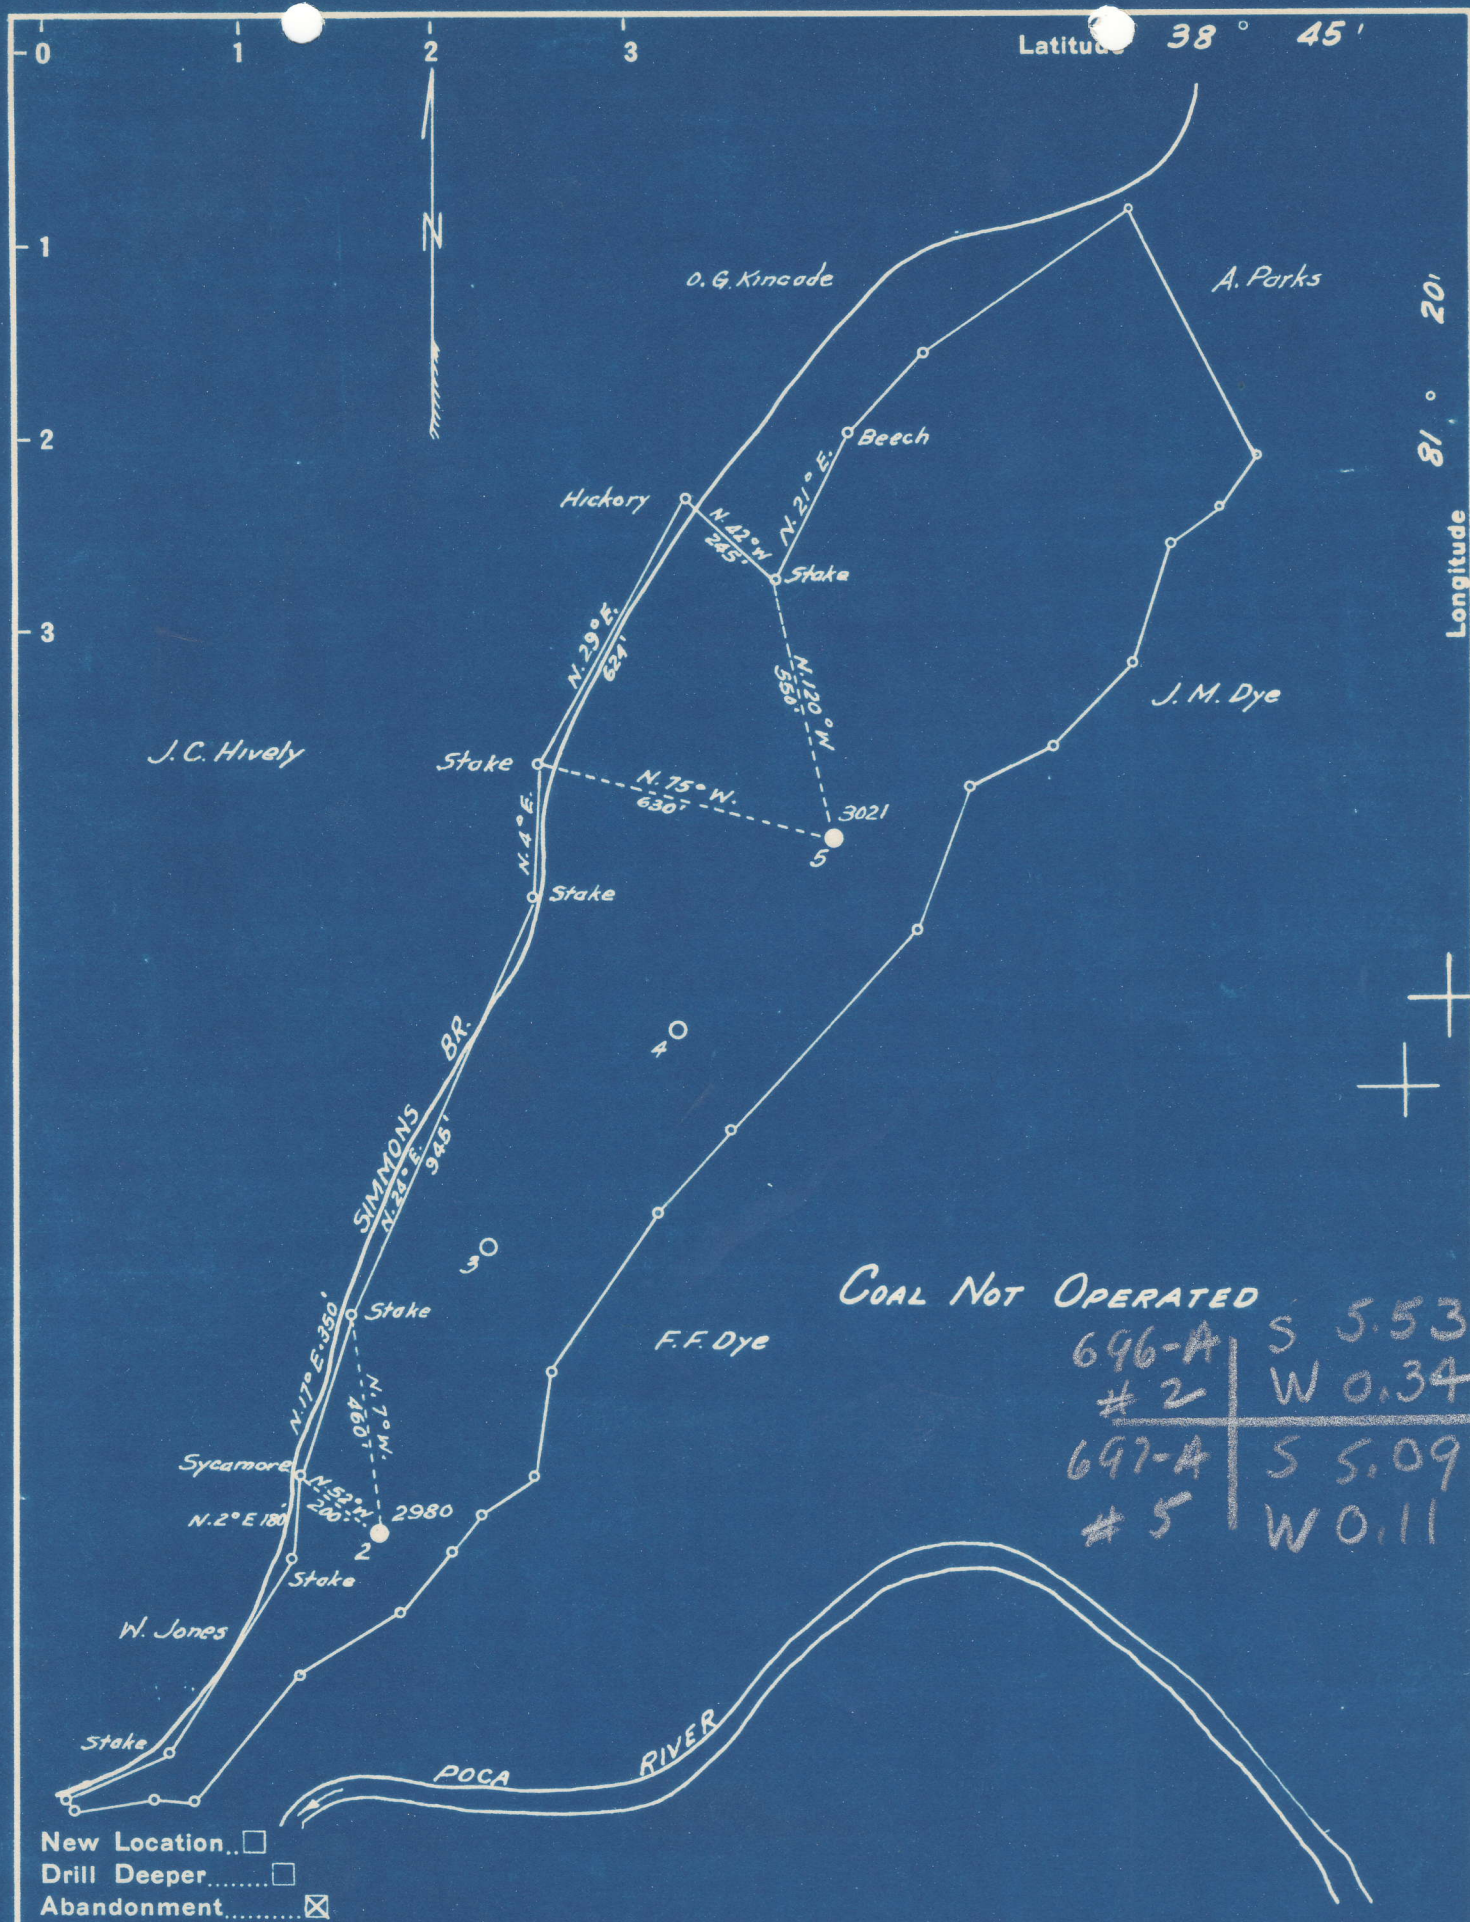 0 1 2 3
Latitude 38° 45'
1
2
3
N
O. G. Kincade
A. Parks
Longitude 81° 20'
Beech
N. 21° E.
Hickory
N. 42° W
245'
Stake
N. 29° E.
624'
N. 120° W
550'
J. M. Dye
J. C. Hively
Stake
N. 75° W.
630'
3021
5
N. 4° E.
Stake
4
SIMMONS BR.
N. 24° E.
945'
3
COAL NOT OPERATED
Stake
F. F. Dye
696-A S 5.53
# 2 W 0.34
697-A S 5.09
# 5 W 0.11
N. 17° E. 350'
N. 7° W.
460'
Sycamore
N. 52° W
200'
N. 2° E 180'
2980
2
Stake
W. Jones
Stake
POCA RIVER
New Location..
Drill Deeper........
Abandonment..........